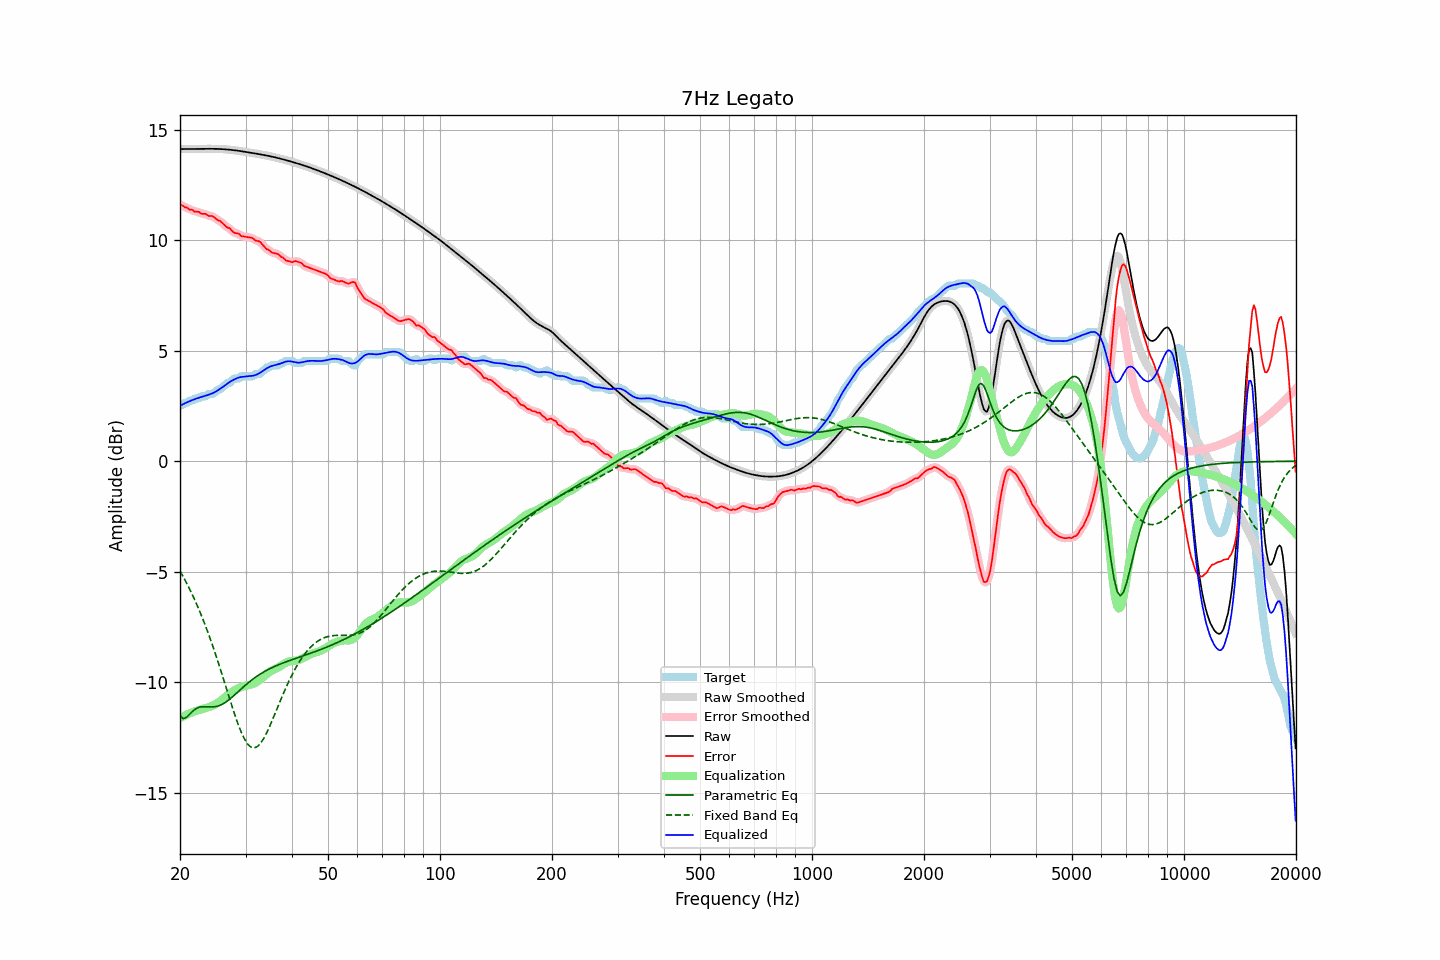 7Hz Legato
Amplitude (dBr)
15
10
5
0
−5
−10
−15
Target
Raw Smoothed
Error Smoothed
Raw
Error
Equalization
Parametric Eq
Fixed Band Eq
Equalized
20 50 100 200 500 1000 2000 5000 10000 20000
Frequency (Hz)